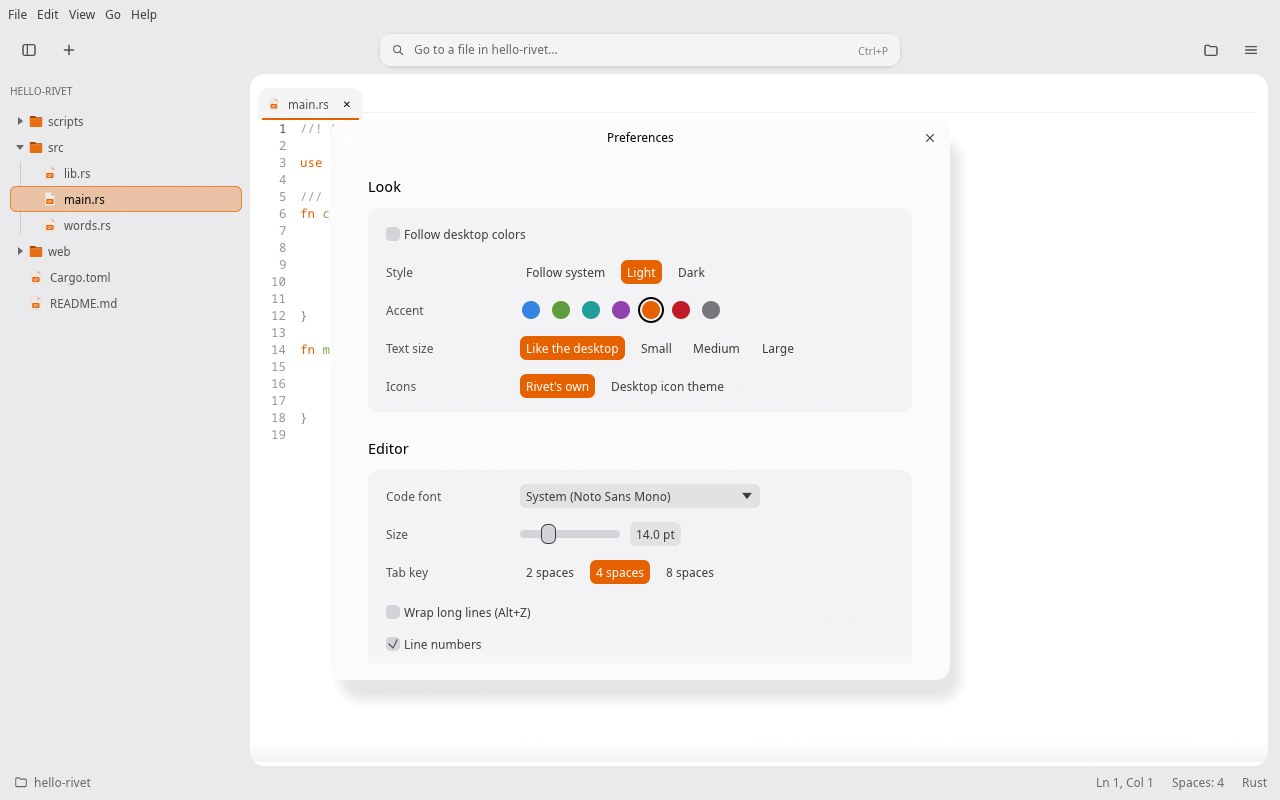 File Edit View Go Help
Go to a file in hello-rivet... Ctrl+P
HELLO-RIVET
scripts
src
lib.rs
main.rs
words.rs
web
Cargo.toml
README.md
main.rs
1 //!
2
3 use
4
5 ///
6 fn c
7
8
9
10
11
12 }
13
14 fn m
15
16
17
18 }
19
Preferences
Look
Follow desktop colors
Style Follow system Light Dark
Accent
Text size Like the desktop Small Medium Large
Icons Rivet's own Desktop icon theme
Editor
Code font System (Noto Sans Mono)
Size 14.0 pt
Tab key 2 spaces 4 spaces 8 spaces
Wrap long lines (Alt+Z)
Line numbers
hello-rivet Ln 1, Col 1 Spaces: 4 Rust